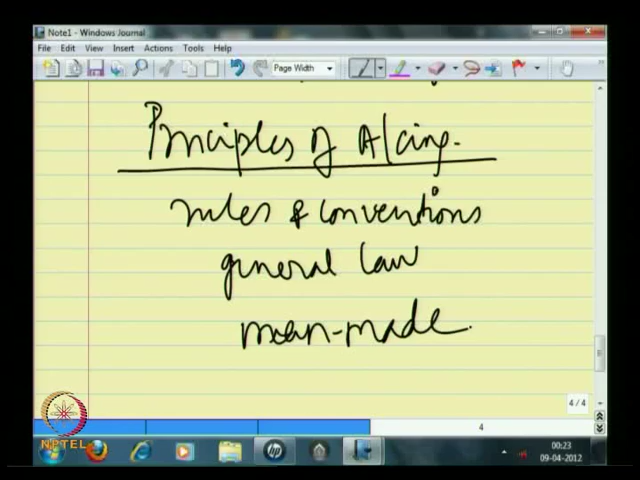 Note1 - Windows Journal
File Edit View Insert Actions Tools Help
Page Width
Principles of A/cing.
rules & conventions
general law
man-made.
4 / 4
4
NPTEL
hp
00:23
09-04-2012